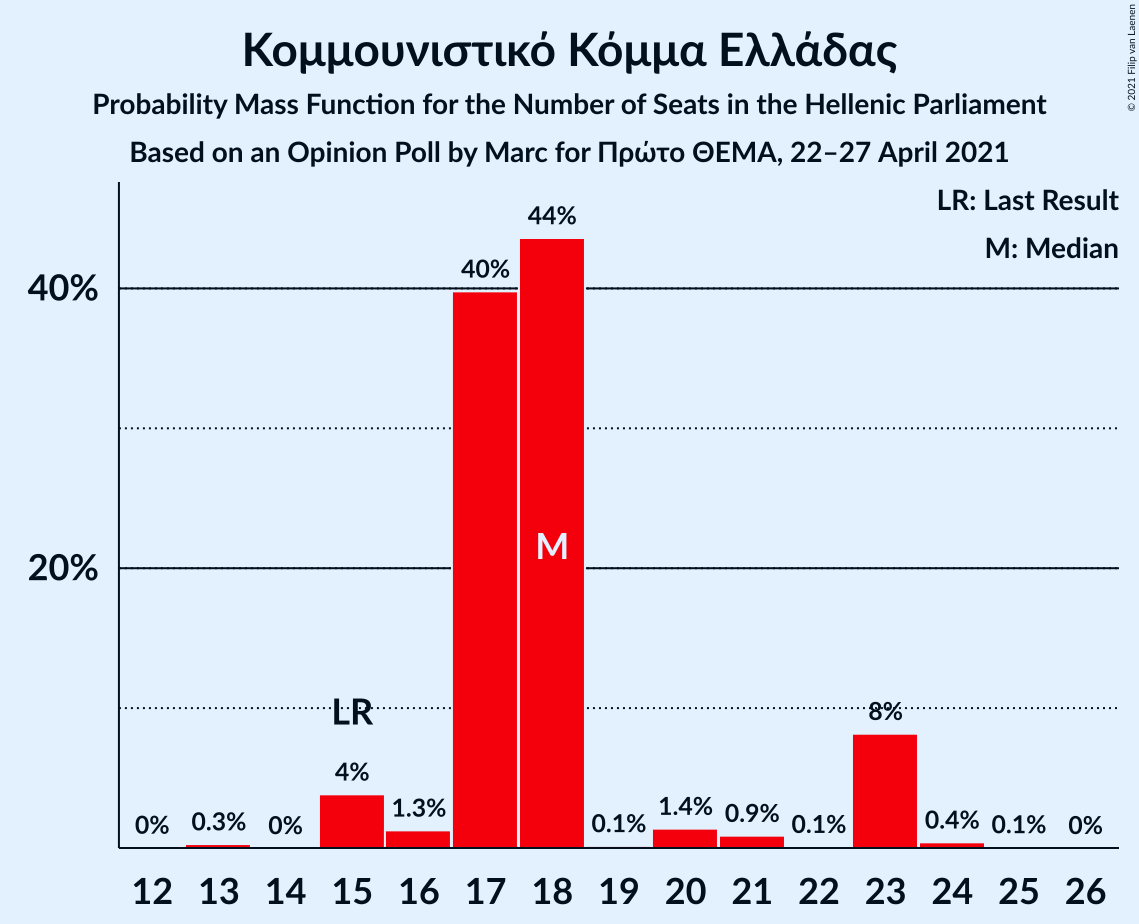 Κομμουνιστικό Κόμμα Ελλάδας
Probability Mass Function for the Number of Seats in the Hellenic Parliament
Based on an Opinion Poll by Marc for Πρώτο ΘΕΜΑ, 22–27 April 2021
© 2021 Filip van Laenen
LR: Last Result
M: Median
40%
20%
0%
0.3%
0%
LR
4%
1.3%
40%
44%
M
0.1%
1.4%
0.9%
0.1%
8%
0.4%
0.1%
0%
12 13 14 15 16 17 18 19 20 21 22 23 24 25 26